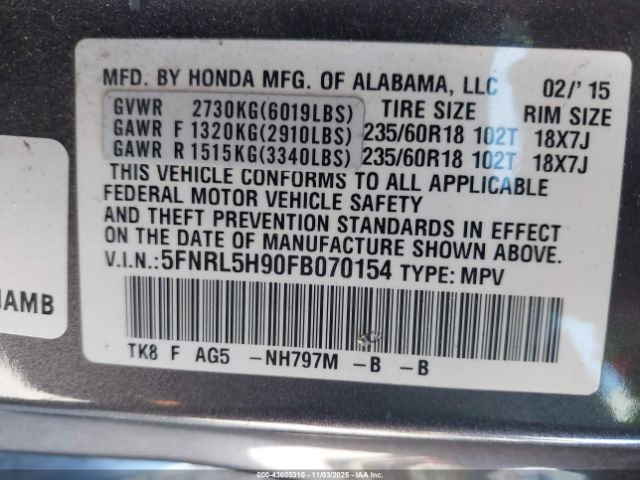 MFD. BY HONDA MFG. OF ALABAMA, LLC 02/' 15
GVWR 2730KG(6019LBS) TIRE SIZE RIM SIZE
GAWR F 1320KG(2910LBS) 235/60R18 102T 18X7J
GAWR R 1515KG(3340LBS) 235/60R18 102T 18X7J
THIS VEHICLE CONFORMS TO ALL APPLICABLE
FEDERAL MOTOR VEHICLE SAFETY
AND THEFT PREVENTION STANDARDS IN EFFECT
ON THE DATE OF MANUFACTURE SHOWN ABOVE.
V.I.N.:5FNRL5H90FB070154 TYPE: MPV
TK8 F AG5 -NH797M -B -B
JAMB
000-43605310 - 11/03/2025 - IAAI.COM